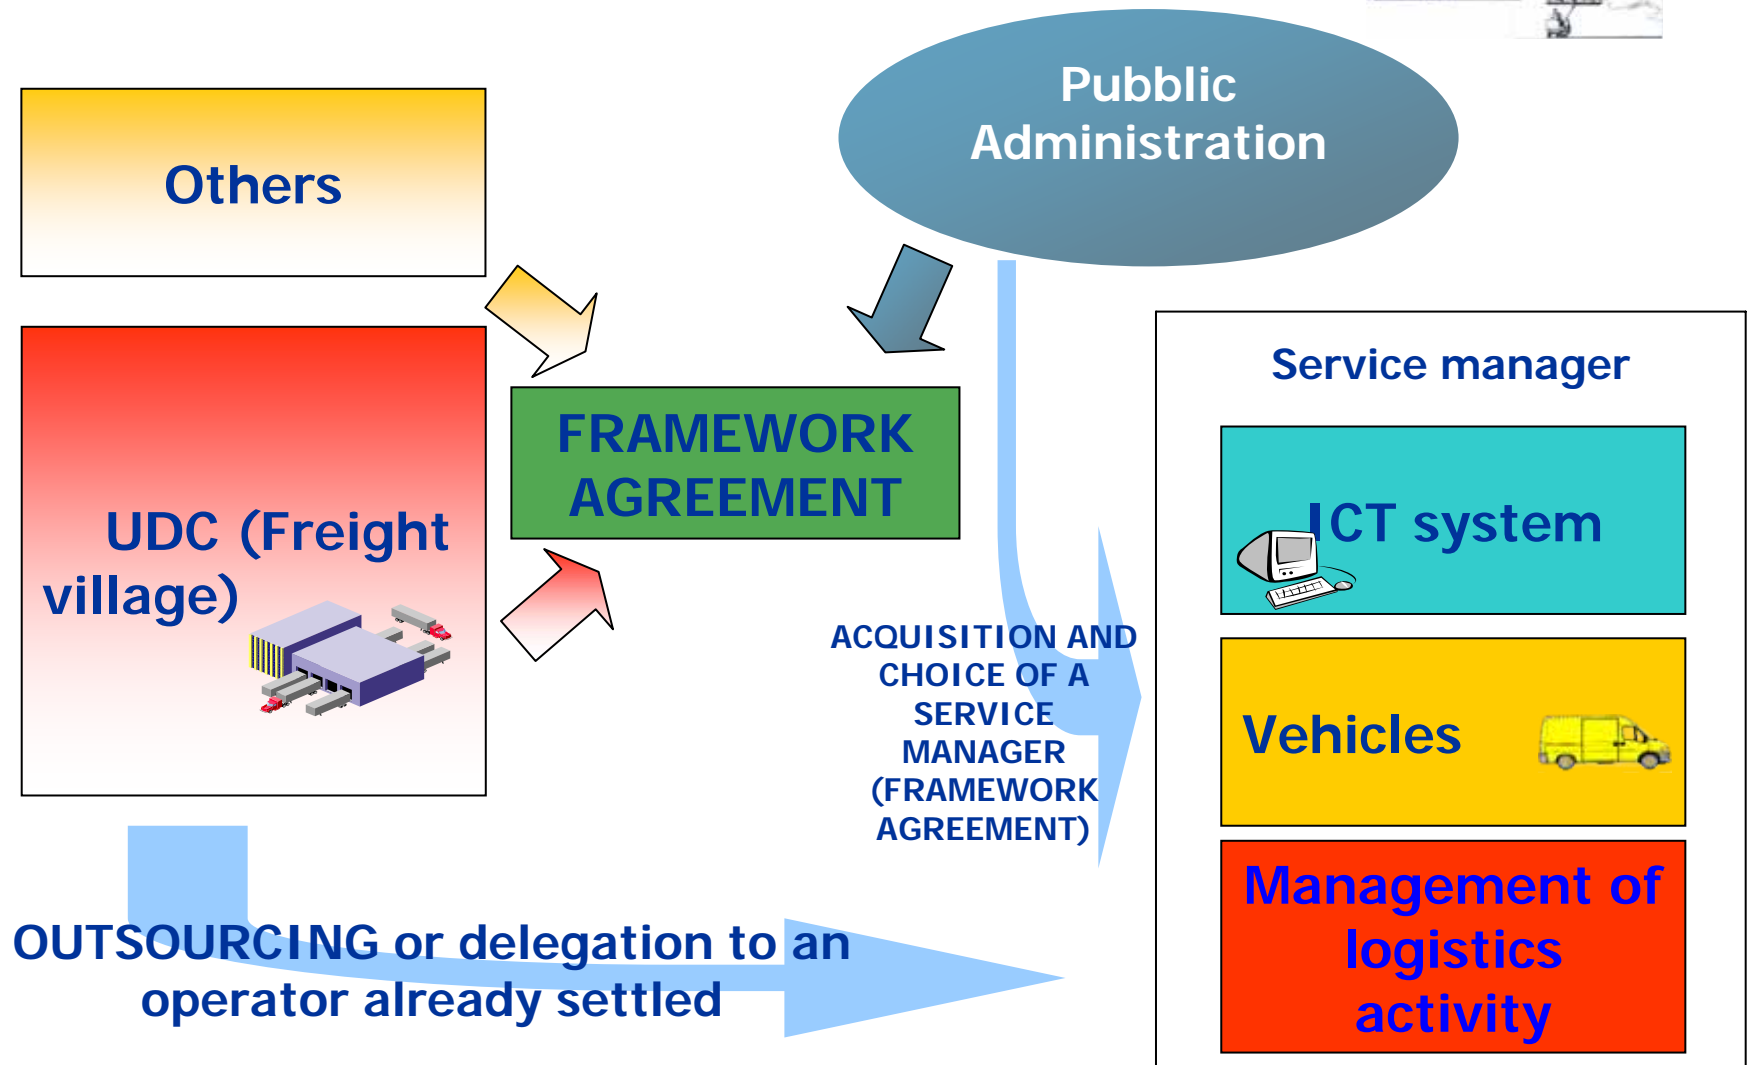 Pubblic
Administration
Others
FRAMEWORK
AGREEMENT
UDC (Freight
village)
Service manager
ICT system
Vehicles
Management of
logistics
activity
ACQUISITION AND
CHOICE OF A
SERVICE
MANAGER
(FRAMEWORK
AGREEMENT)
OUTSOURCING or delegation to an
operator already settled